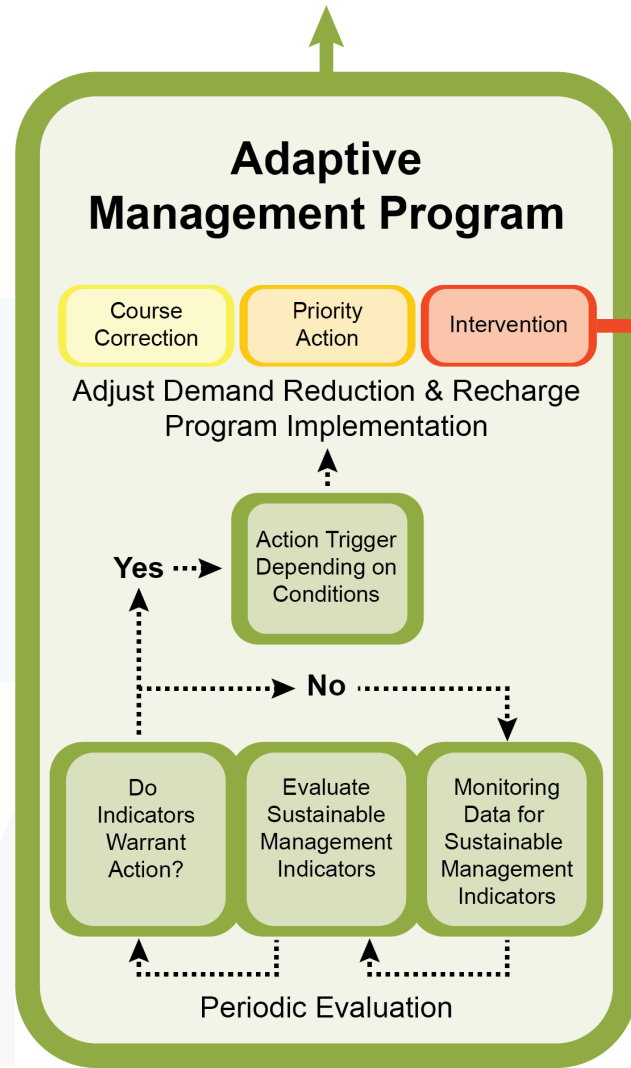 Adaptive
Management Program
Course
Correction
Priority
Action
Intervention
Adjust Demand Reduction & Recharge
Program Implementation
Action Trigger
Depending on
Conditions
Yes
No
Do
Indicators
Warrant
Action?
Evaluate
Sustainable
Management
Indicators
Monitoring
Data for
Sustainable
Management
Indicators
Periodic Evaluation